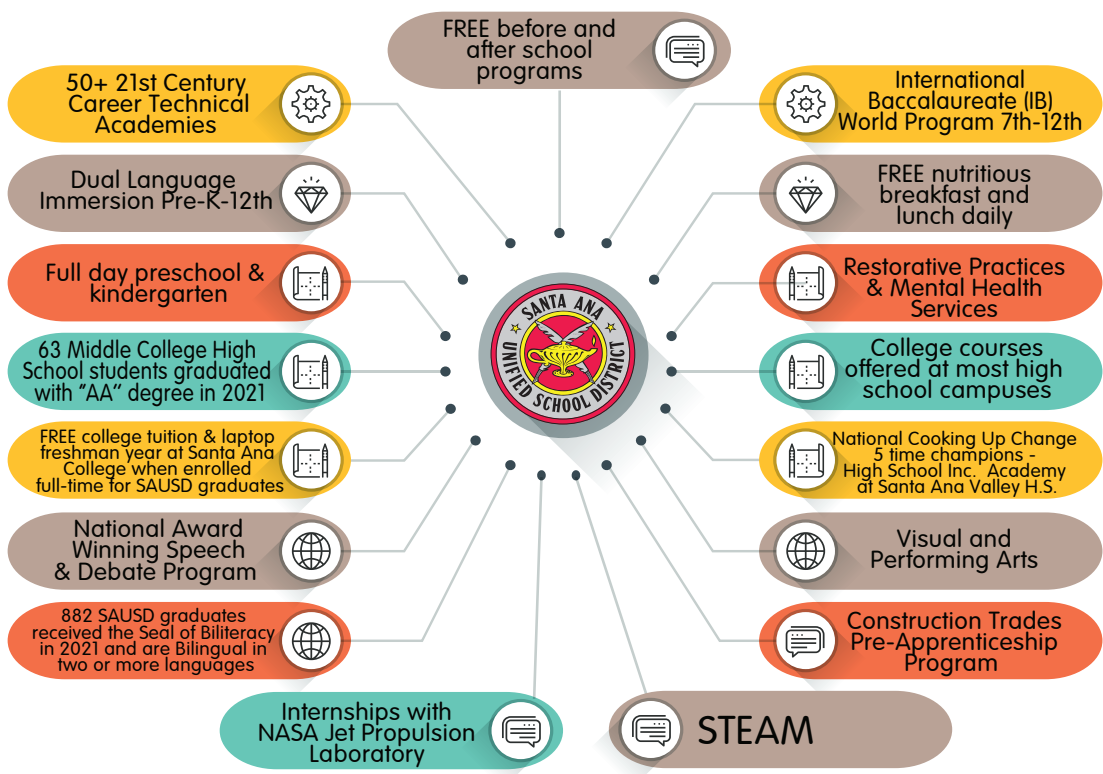 FREE before and
after school
programs
50+ 21st Century
Career Technical
Academies
Dual Language
Immersion Pre-K-12th
Full day preschool &
kindergarten
63 Middle College High
School students graduated
with "AA" degree in 2021
FREE college tuition & laptop
freshman year at Santa Ana
College when enrolled
full-time for SAUSD graduates
National Award
Winning Speech
& Debate Program
882 SAUSD graduates
received the Seal of Biliteracy
in 2021 and are Bilingual in
two or more languages
Internships with
NASA Jet Propulsion
Laboratory
SANTA ANA
UNIFIED SCHOOL DISTRICT
International
Baccalaureate (IB)
World Program 7th-12th
FREE nutritious
breakfast and
lunch daily
Restorative Practices
& Mental Health
Services
College courses
offered at most high
school campuses
National Cooking Up Change
5 time champions -
High School Inc. Academy
at Santa Ana Valley H.S.
Visual and
Performing Arts
Construction Trades
Pre-Apprenticeship
Program
STEAM